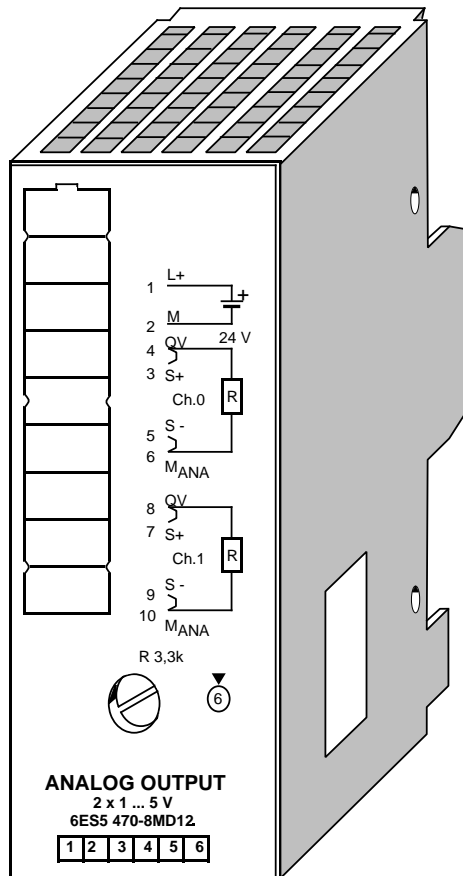 L+
1
M
2
24 V
4 QV
3 S+
Ch.0 R
5 S -
6
MANA
8 QV
7 S+
Ch.1 R
9 S -
10
MANA
R 3,3k
6
ANALOG OUTPUT
2 x 1 ... 5 V
6ES5 470-8MD12.
1 2 3 4 5 6